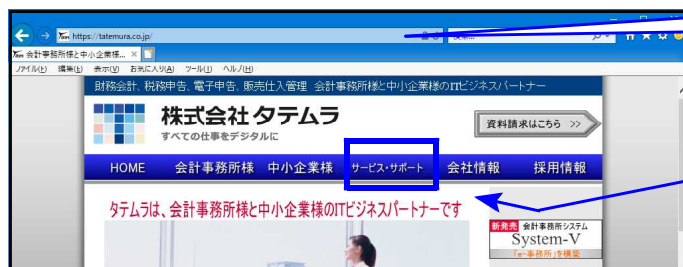 https://tatemura.co.jp/
検索...
会計事務所様と中小企業様... ×
ファイル(F) 編集(E) 表示(V) お気に入り(A) ツール(T) ヘルプ(H)
財務会計、税務申告、電子申告、販売仕入管理 会計事務所様と中小企業様のITビジネスパートナー
株式会社タテムラ
すべての仕事をデジタルに
資料請求はこちら >>
HOME 会計事務所様 中小企業様 サービス・サポート 会社情報 採用情報
タテムラは、会計事務所様と中小企業様のITビジネスパートナーです
新発売 会計事務所システム
System-V
「e-事務所」を構築